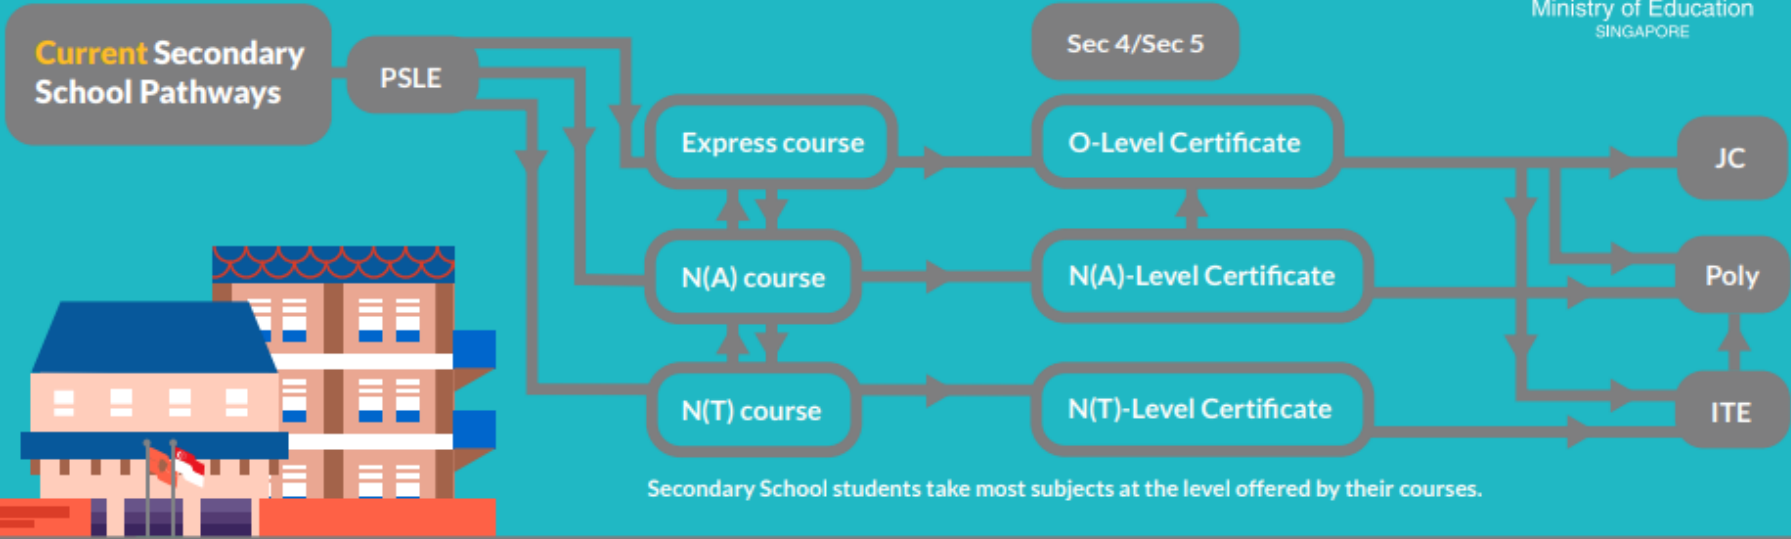 Ministry of Education
SINGAPORE
Current Secondary
School Pathways
PSLE
Sec 4/Sec 5
Express course
O-Level Certificate
JC
N(A) course
N(A)-Level Certificate
Poly
N(T) course
N(T)-Level Certificate
ITE
Secondary School students take most subjects at the level offered by their courses.